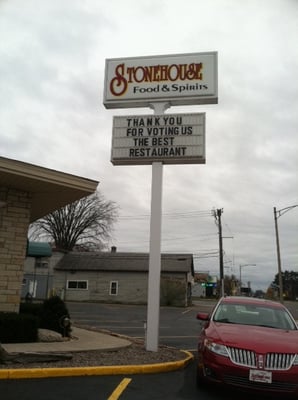 STONEHOUSE
Food & Spirits
THANK YOU
FOR VOTING US
THE BEST
RESTAURANT